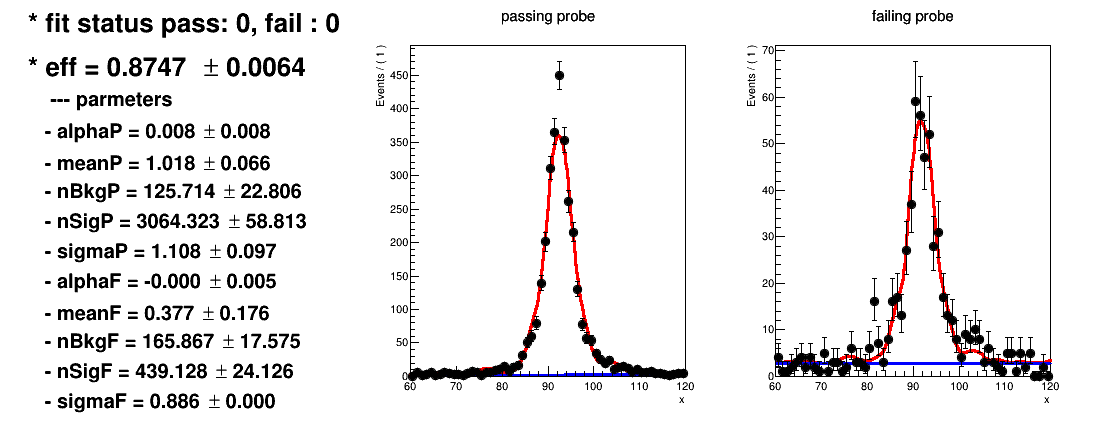 * fit status pass: 0, fail : 0
* eff = 0.8747 ± 0.0064
--- parmeters
- alphaP = 0.008 ± 0.008
- meanP = 1.018 ± 0.066
- nBkgP = 125.714 ± 22.806
- nSigP = 3064.323 ± 58.813
- sigmaP = 1.108 ± 0.097
- alphaF = -0.000 ± 0.005
- meanF = 0.377 ± 0.176
- nBkgF = 165.867 ± 17.575
- nSigF = 439.128 ± 24.126
- sigmaF = 0.886 ± 0.000
passing probe
Events / ( 1 )
450
400
350
300
250
200
150
100
50
0
60 70 80 90 100 110 120
x
failing probe
Events / ( 1 )
70
60
50
40
30
20
10
0
60 70 80 90 100 110 120
x